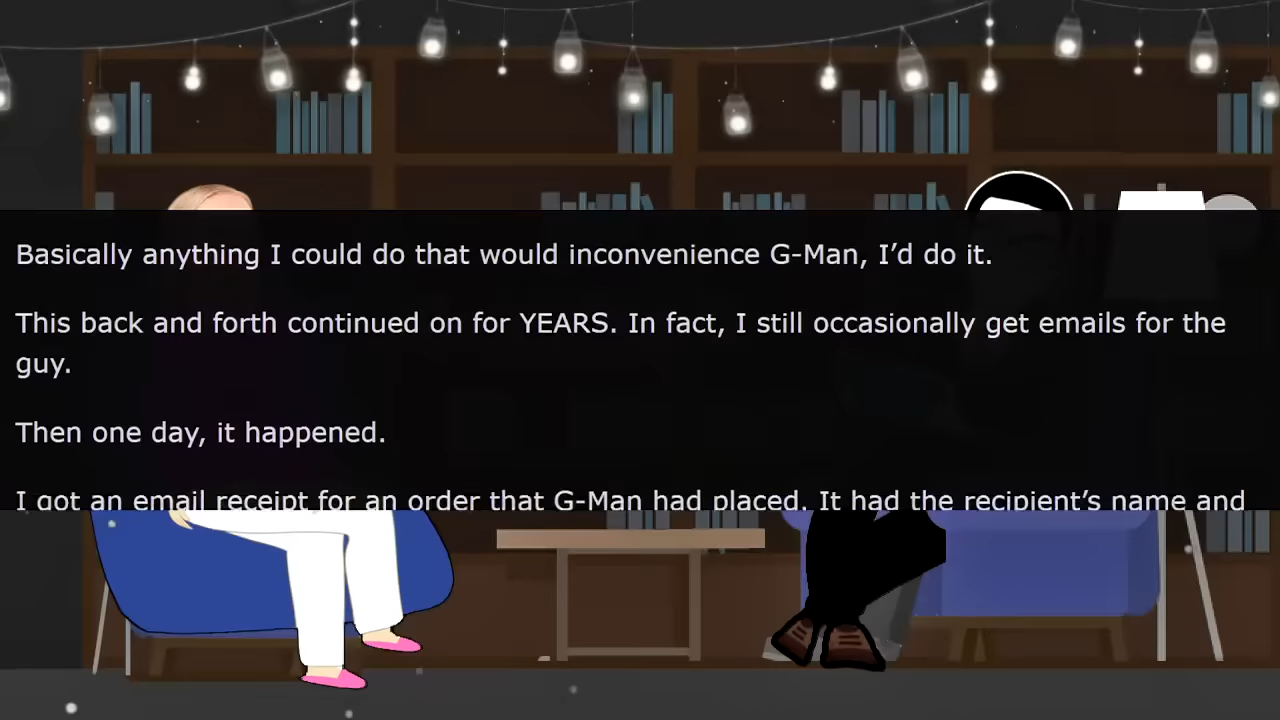 Basically anything I could do that would inconvenience G-Man, I’d do it.
This back and forth continued on for YEARS. In fact, I still occasionally get emails for the
guy.
Then one day, it happened.
I got an email receipt for an order that G-Man had placed. It had the recipient’s name and